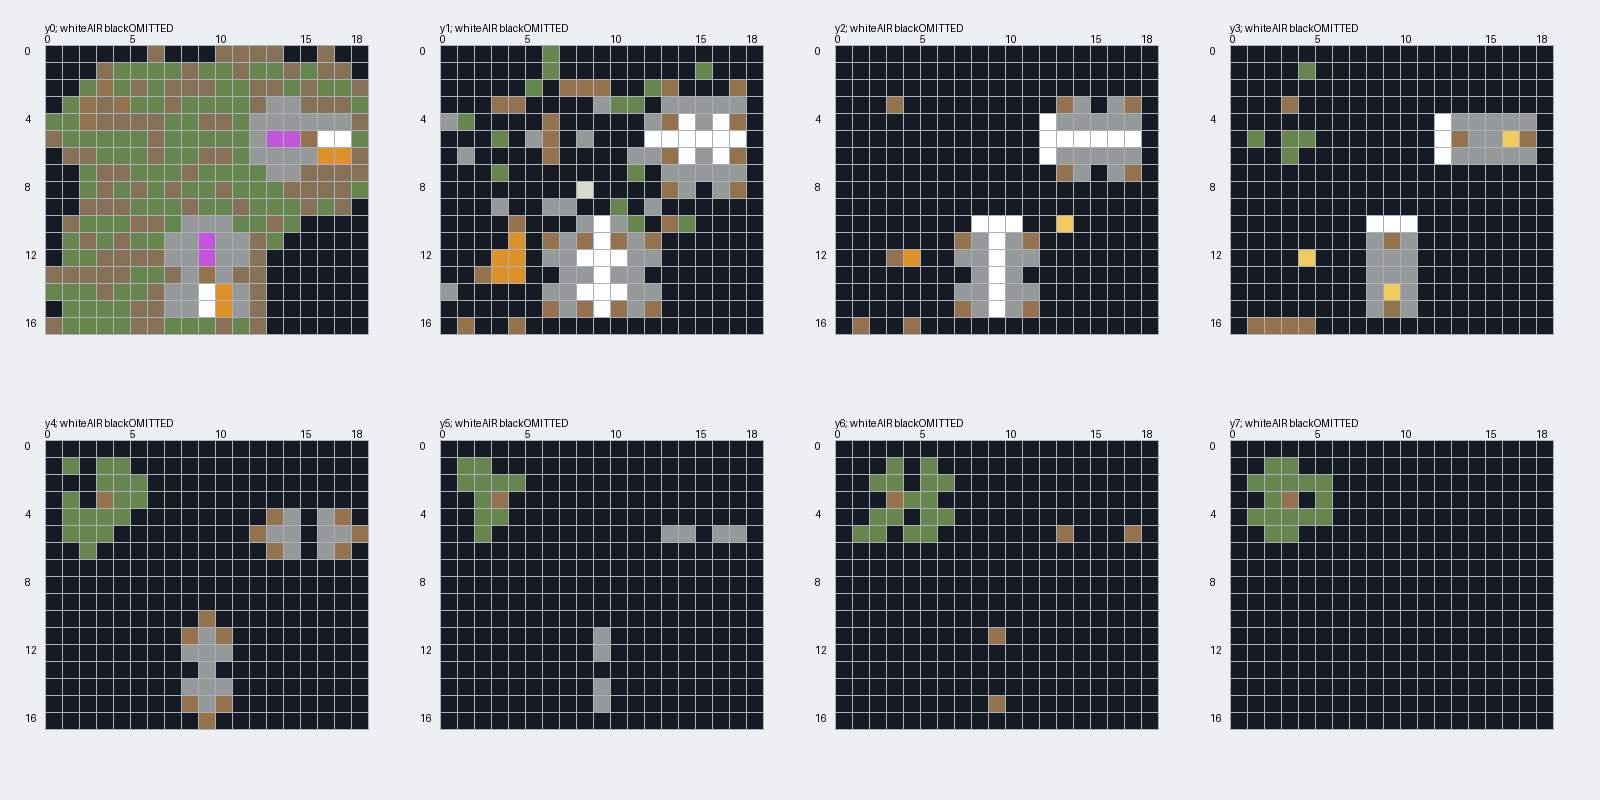 y0; whiteAIR blackOMITTED
0 5 10 15 18
0
4
8
12
16
y1; whiteAIR blackOMITTED
0 5 10 15 18
0
4
8
12
16
y2; whiteAIR blackOMITTED
0 5 10 15 18
0
4
8
12
16
y3; whiteAIR blackOMITTED
0 5 10 15 18
0
4
8
12
16
y4; whiteAIR blackOMITTED
0 5 10 15 18
0
4
8
12
16
y5; whiteAIR blackOMITTED
0 5 10 15 18
0
4
8
12
16
y6; whiteAIR blackOMITTED
0 5 10 15 18
0
4
8
12
16
y7; whiteAIR blackOMITTED
0 5 10 15 18
0
4
8
12
16